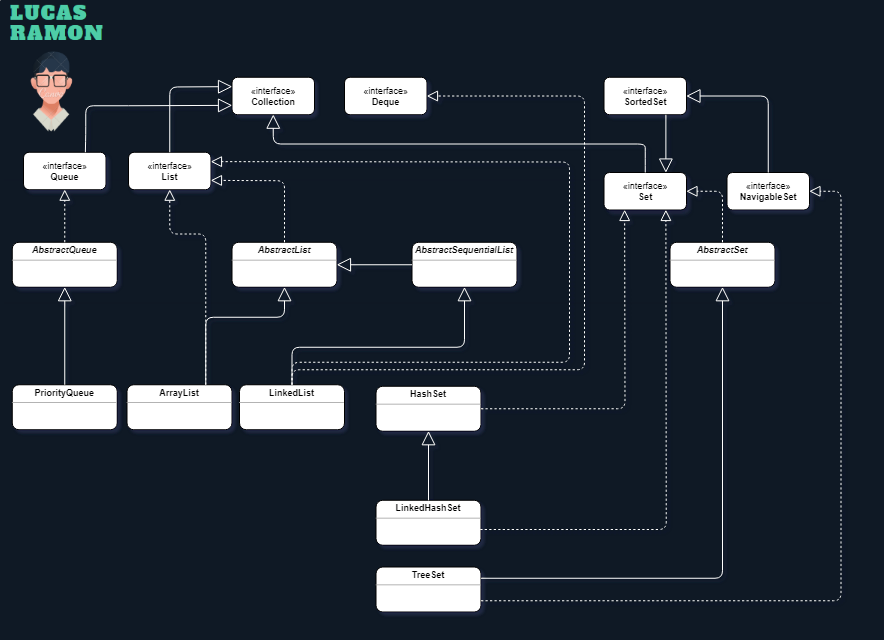 LUCAS
RAMON
«interface»
Collection
«interface»
Deque
«interface»
SortedSet
«interface»
Queue
«interface»
List
«interface»
Set
«interface»
NavigableSet
AbstractQueue
AbstractList
AbstractSequentialList
AbstractSet
PriorityQueue
ArrayList
LinkedList
HashSet
LinkedHashSet
TreeSet